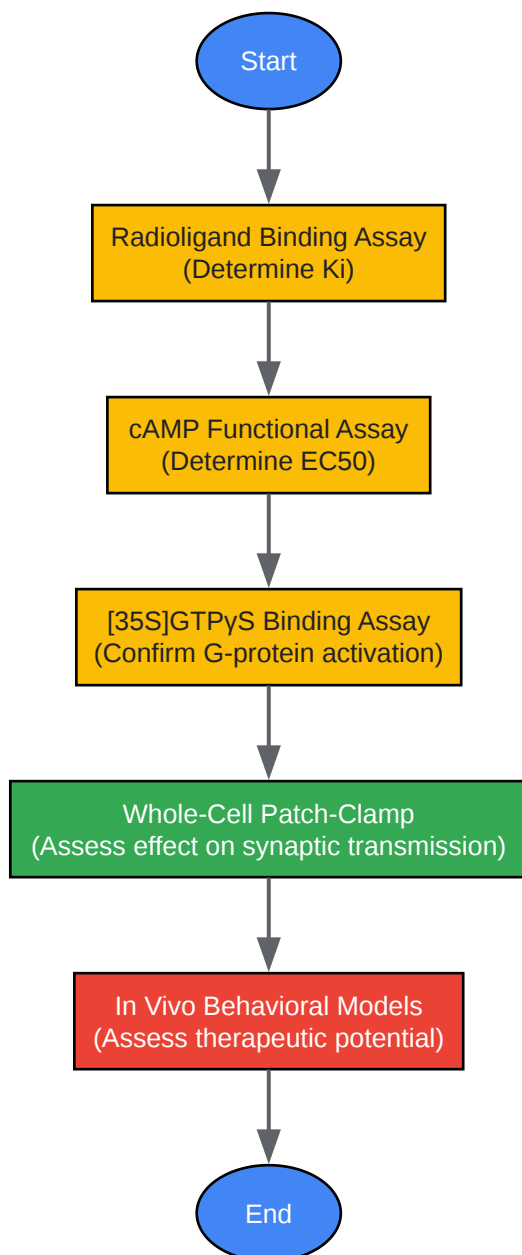 Start
Radioligand Binding Assay
(Determine Ki)
cAMP Functional Assay
(Determine EC50)
[35S]GTPγS Binding Assay
(Confirm G-protein activation)
Whole-Cell Patch-Clamp
(Assess effect on synaptic transmission)
In Vivo Behavioral Models
(Assess therapeutic potential)
End